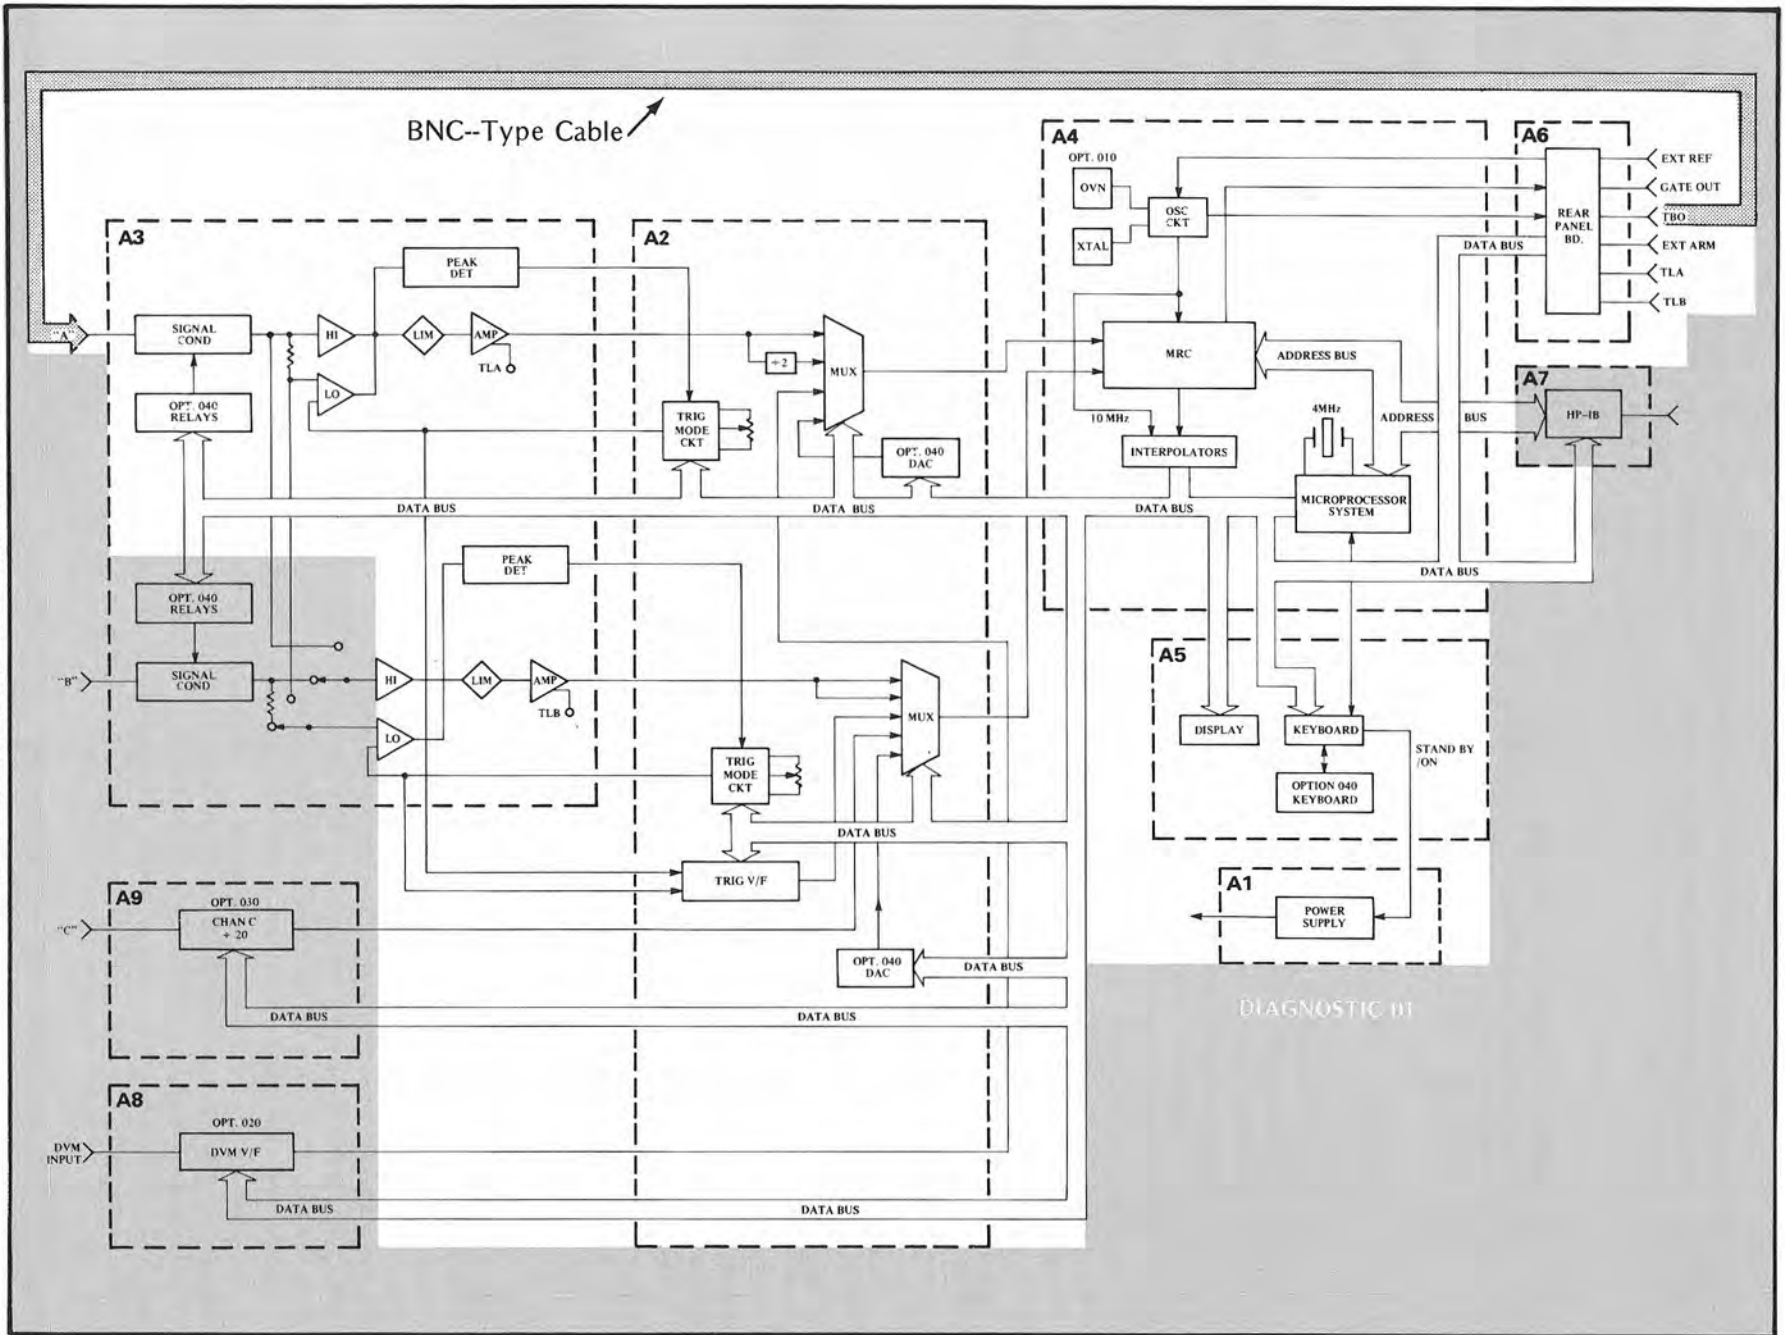 BNC--Type Cable
A4
OPT. 010
OVN
XTAL
OSC
CKT
MRC
10 MHz
INTERPOLATORS
ADDRESS BUS
ADDRESS BUS
4MHz
MICROPROCESSOR
SYSTEM
DATA BUS
DATA BUS
DATA BUS
A6
REAR
PANEL
BD.
EXT REF
GATE OUT
TBO
EXT ARM
TLA
TLB
A7
HP-IB
A3
"A"
SIGNAL
COND
OPT. 040
RELAYS
PEAK
DET
HI
LO
LIM
AMP
TLA
DATA BUS
OPT. 040
RELAYS
"B"
SIGNAL
COND
PEAK
DET
HI
LO
LIM
AMP
TLB
A2
TRIG
MODE
CKT
÷2
MUX
OPT. 040
DAC
DATA BUS
MUX
TRIG
MODE
CKT
DATA BUS
TRIG V/F
OPT. 040
DAC
DATA BUS
A5
DISPLAY
KEYBOARD
OPTION 040
KEYBOARD
STAND BY
/ON
A1
POWER
SUPPLY
A9
"C"
OPT. 030
CHAN C
÷ 20
DATA BUS
DATA BUS
A8
DVM
INPUT
OPT. 020
DVM V/F
DATA BUS
DATA BUS
DIAGNOSTIC 01